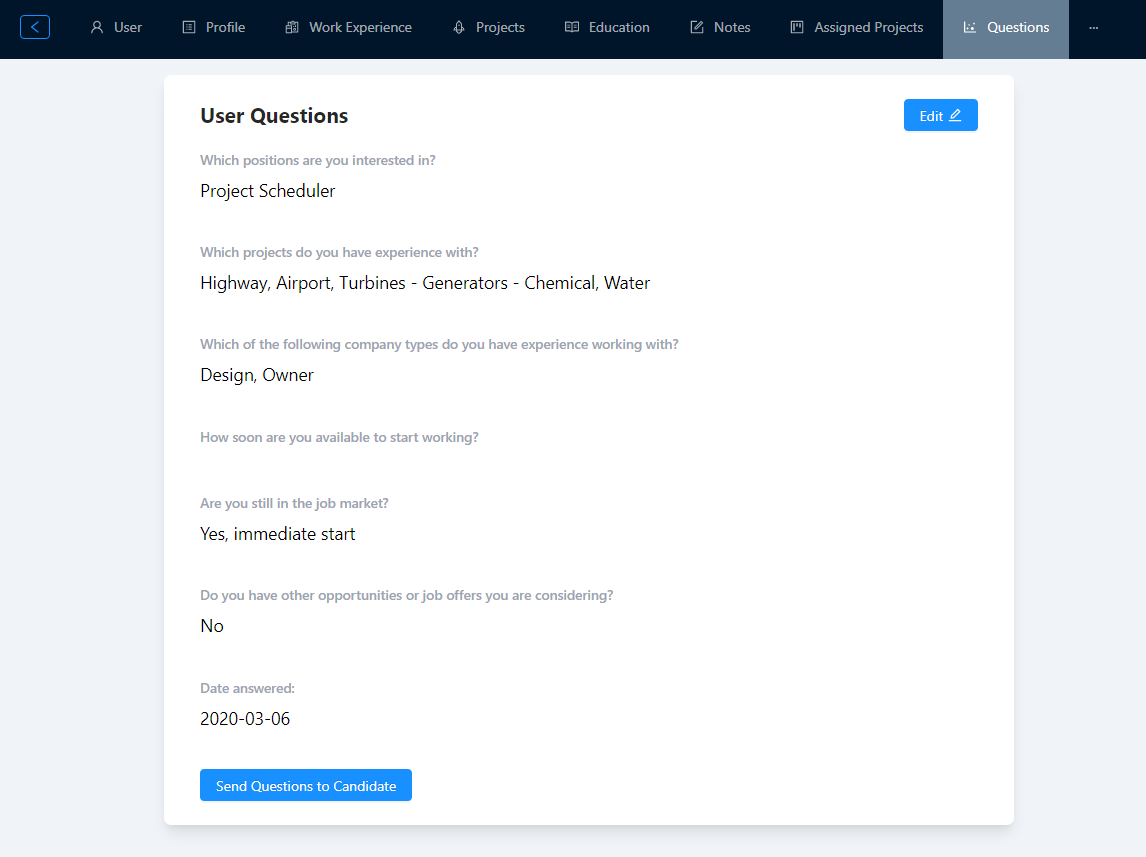 User Profile Work Experience Projects Education Notes Assigned Projects Questions ...
User Questions Edit
Which positions are you interested in?
Project Scheduler
Which projects do you have experience with?
Highway, Airport, Turbines - Generators - Chemical, Water
Which of the following company types do you have experience working with?
Design, Owner
How soon are you available to start working?
Are you still in the job market?
Yes, immediate start
Do you have other opportunities or job offers you are considering?
No
Date answered:
2020-03-06
Send Questions to Candidate